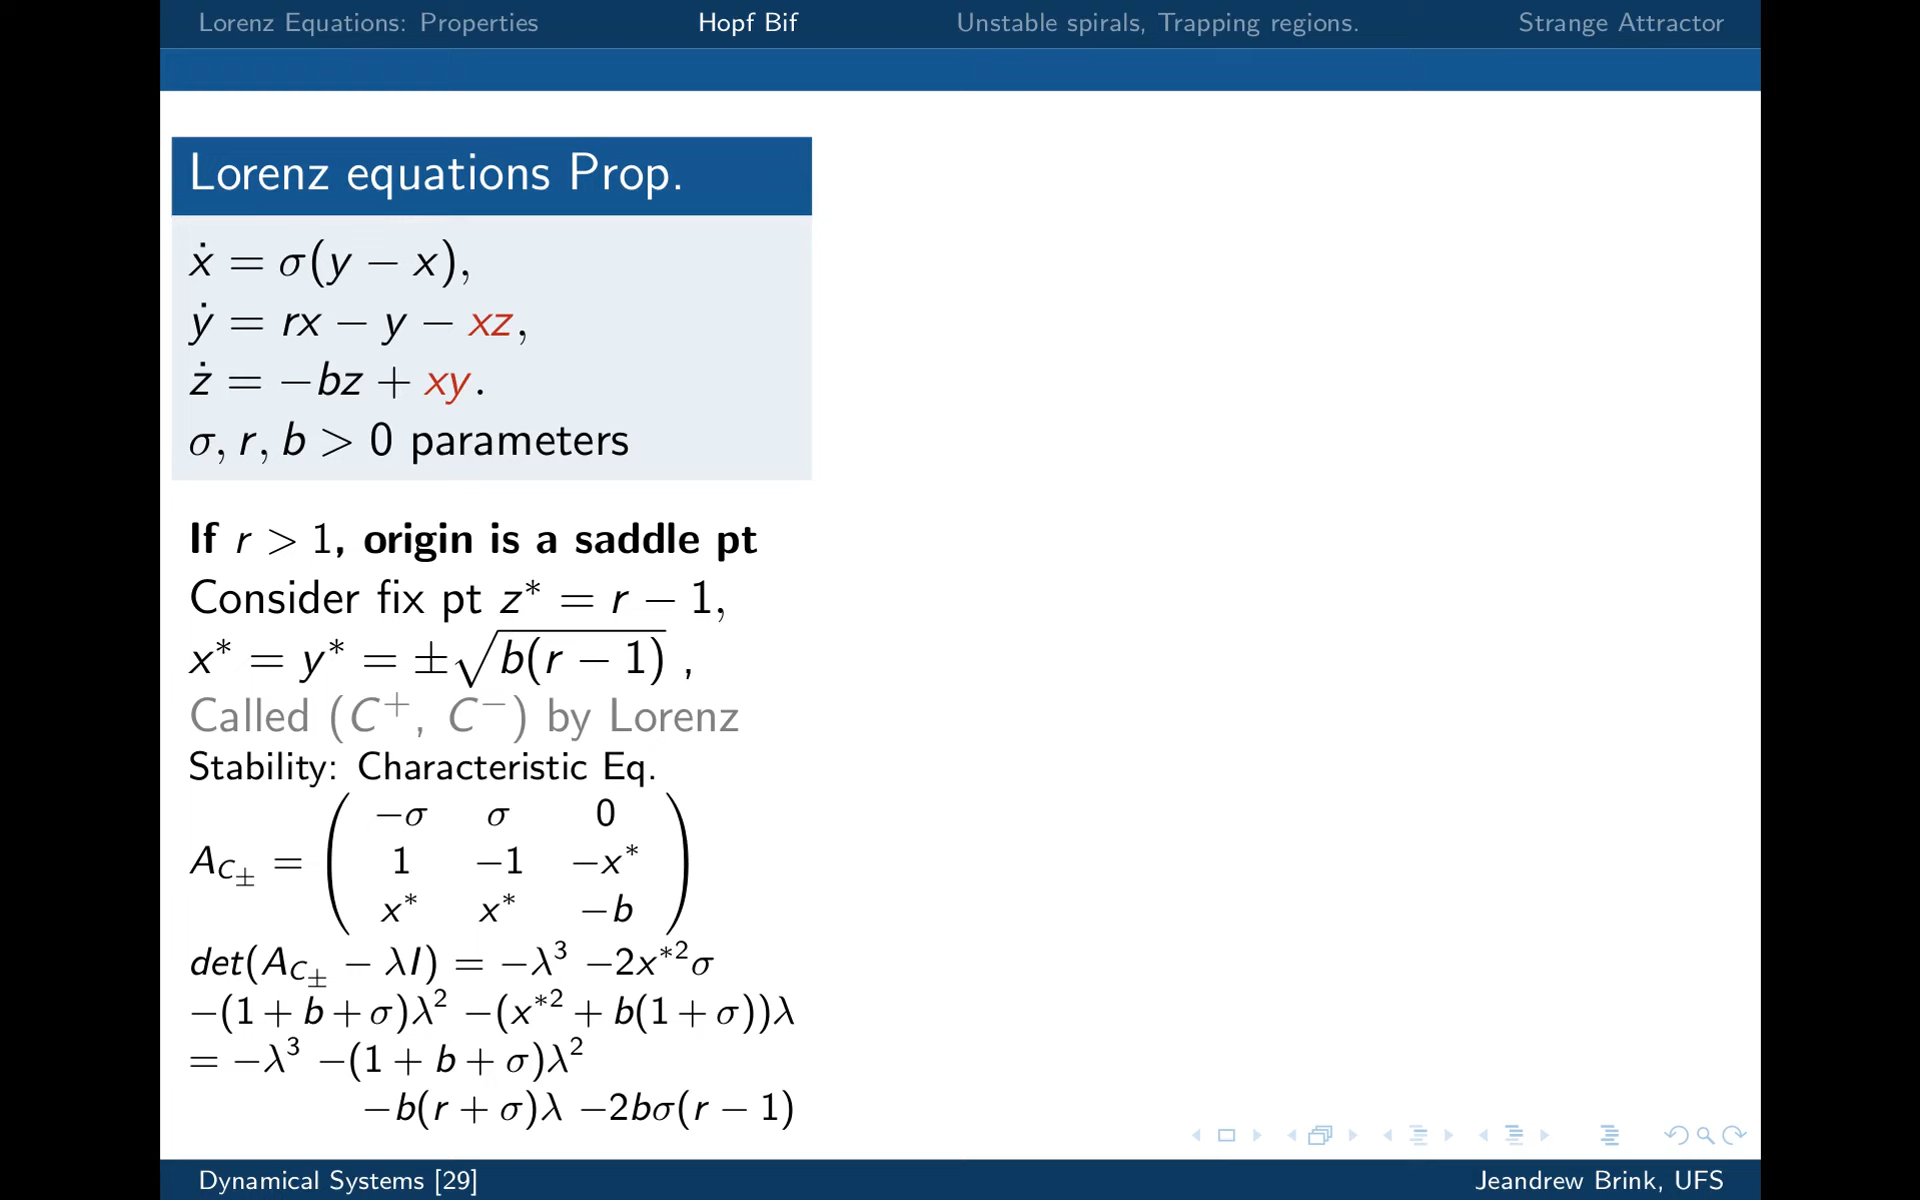 Lorenz Equations: Properties Hopf Bif Unstable spirals, Trapping regions. Strange Attractor
Lorenz equations Prop.
ẋ = σ(y − x),
ẏ = rx − y − xz,
ż = −bz + xy.
σ, r, b > 0 parameters
If r > 1, origin is a saddle pt
Consider fix pt z* = r − 1,
x* = y* = ±√(b(r − 1)) ,
Called (C⁺, C⁻) by Lorenz
Stability: Characteristic Eq.
−σ σ 0
A_{C±} = ( 1 −1 −x* )
x* x* −b
det(A_{C±} − λI) = −λ³ −2x*²σ
−(1 + b + σ)λ² −(x*² + b(1 + σ))λ
= −λ³ −(1 + b + σ)λ²
−b(r + σ)λ −2bσ(r − 1)
Dynamical Systems [29] Jeandrew Brink, UFS